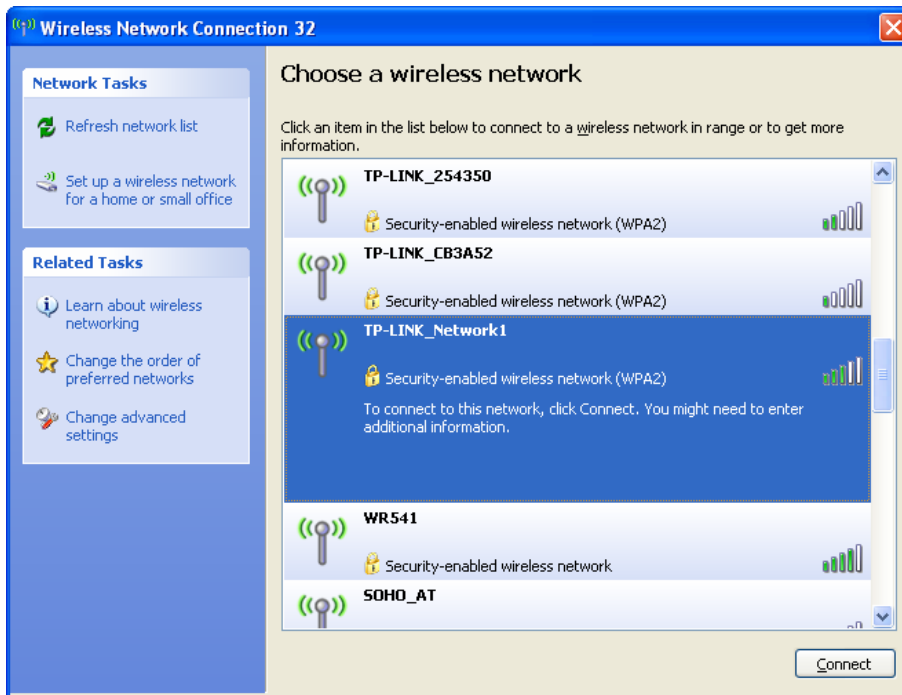 Wireless Network Connection 32
Network Tasks
Refresh network list
Set up a wireless network
for a home or small office
Related Tasks
Learn about wireless
networking
Change the order of
preferred networks
Change advanced
settings
Choose a wireless network
Click an item in the list below to connect to a wireless network in range or to get more
information.
TP-LINK_254350
Security-enabled wireless network (WPA2)
TP-LINK_CB3A52
Security-enabled wireless network (WPA2)
TP-LINK_Network1
Security-enabled wireless network (WPA2)
To connect to this network, click Connect. You might need to enter
additional information.
WR541
Security-enabled wireless network
SOHO_AT
Connect